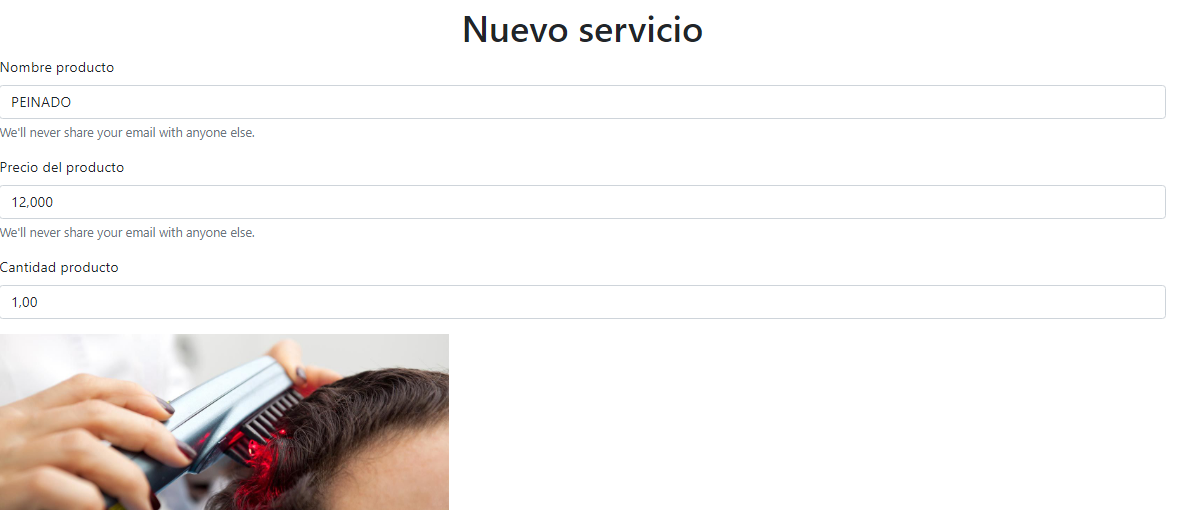 Nuevo servicio
Nombre producto
PEINADO
We'll never share your email with anyone else.
Precio del producto
12,000
We'll never share your email with anyone else.
Cantidad producto
1,00